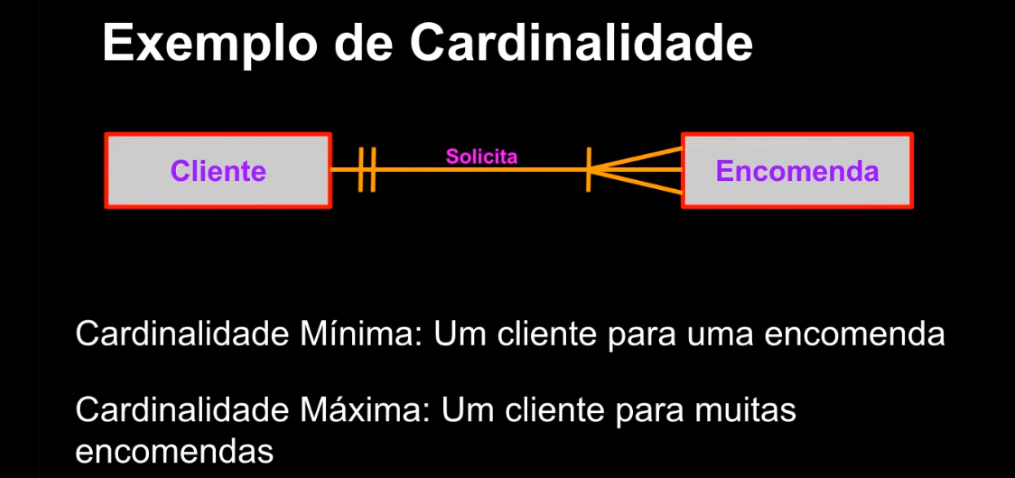 Exemplo de Cardinalidade
Cliente
Solicita
Encomenda
Cardinalidade Mínima: Um cliente para uma encomenda
Cardinalidade Máxima: Um cliente para muitas
encomendas